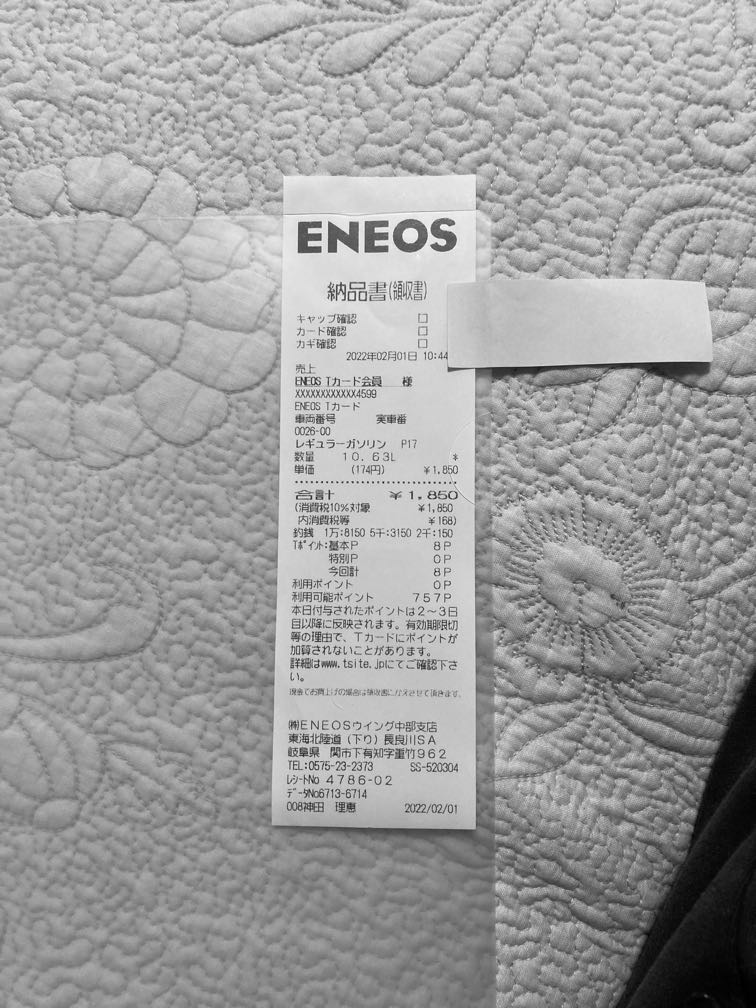 ENEOS
納品書(領収書)
キャップ確認 □
カード確認 □
カギ確認 □
2022年02月01日 10:44
売上
ENEOS Tカード会員 様
XXXXXXXXXXXX4599
ENEOS Tカード
車両番号 実車番
0026-00
レギュラーガソリン P17
数量 10.63L *
単価 (174円) ¥1,850
合計 ¥1,850
(消費税10%対象 ¥1,850
内消費税等 ¥168)
釣銭 1万:8150 5千:3150 2千:150
Tポイント:基本P 8P
特別P 0P
今回計 8P
利用ポイント 0P
利用可能ポイント 757P
本日付与されたポイントは2〜3日
目以降に反映されます。有効期限切
等の理由で、Tカードにポイントが
加算されないことがあります。
詳細はwww.tsite.jpにてご確認下さ
い。
現金でお買上げの場合は領収書にかえさせて頂きます。
㈱ENEOSウイング中部支店
東海北陸道(下り)長良川SA
岐阜県 関市下有知字重竹962
TEL:0575-23-2373 SS-520304
レシートNo 4786-02
データNo6713-6714
008神田 理恵 2022/02/01